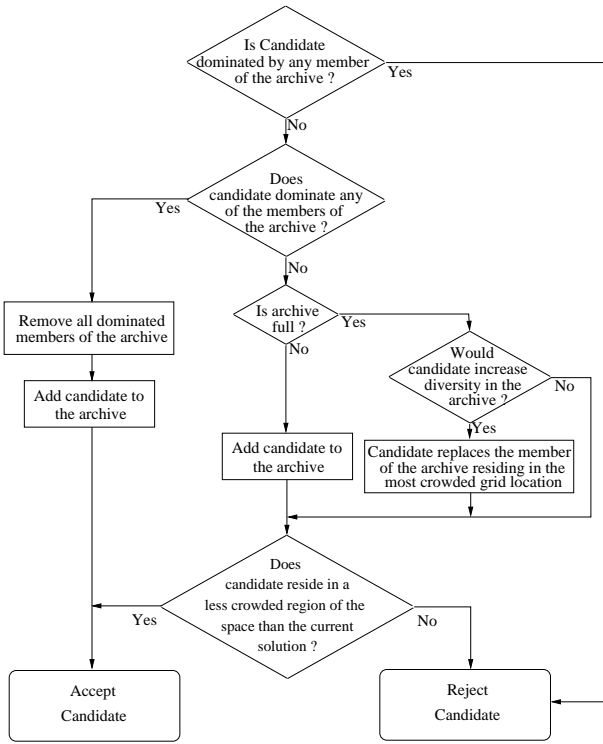 Is Candidate
dominated by any member
of the archive ?
Yes
No
Does
candidate dominate any
of the members of
the archive ?
Yes
No
Remove all dominated
members of the archive
Is archive
full ?
Yes
No
Would
candidate increase
diversity in the
archive ?
No
Yes
Add candidate to
the archive
Add candidate to
the archive
Candidate replaces the member
of the archive residing in the
most crowded grid location
Does
candidate reside in a
less crowded region of the
space than the current
solution ?
Yes
No
Accept
Candidate
Reject
Candidate